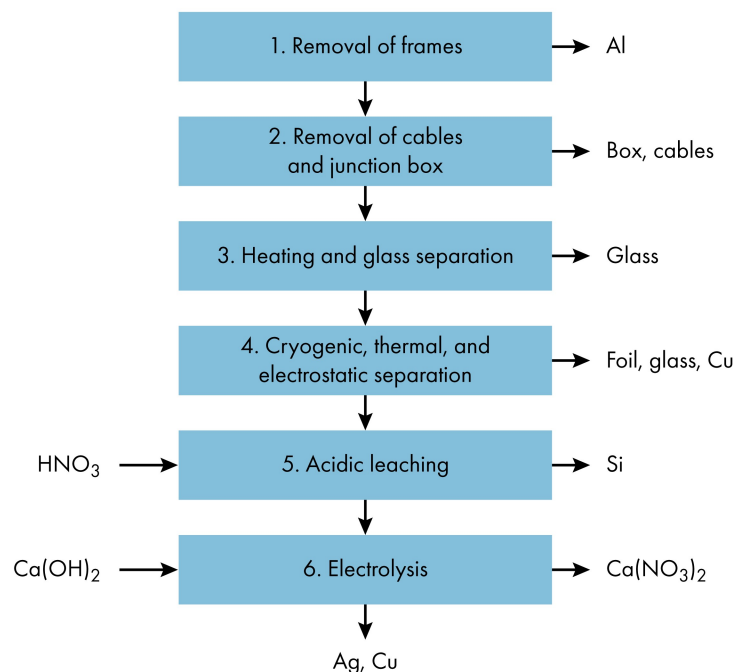 1. Removal of frames
Al
2. Removal of cables
and junction box
Box, cables
3. Heating and glass separation
Glass
4. Cryogenic, thermal, and
electrostatic separation
Foil, glass, Cu
HNO₃
5. Acidic leaching
Si
Ca(OH)₂
6. Electrolysis
Ca(NO₃)₂
Ag, Cu